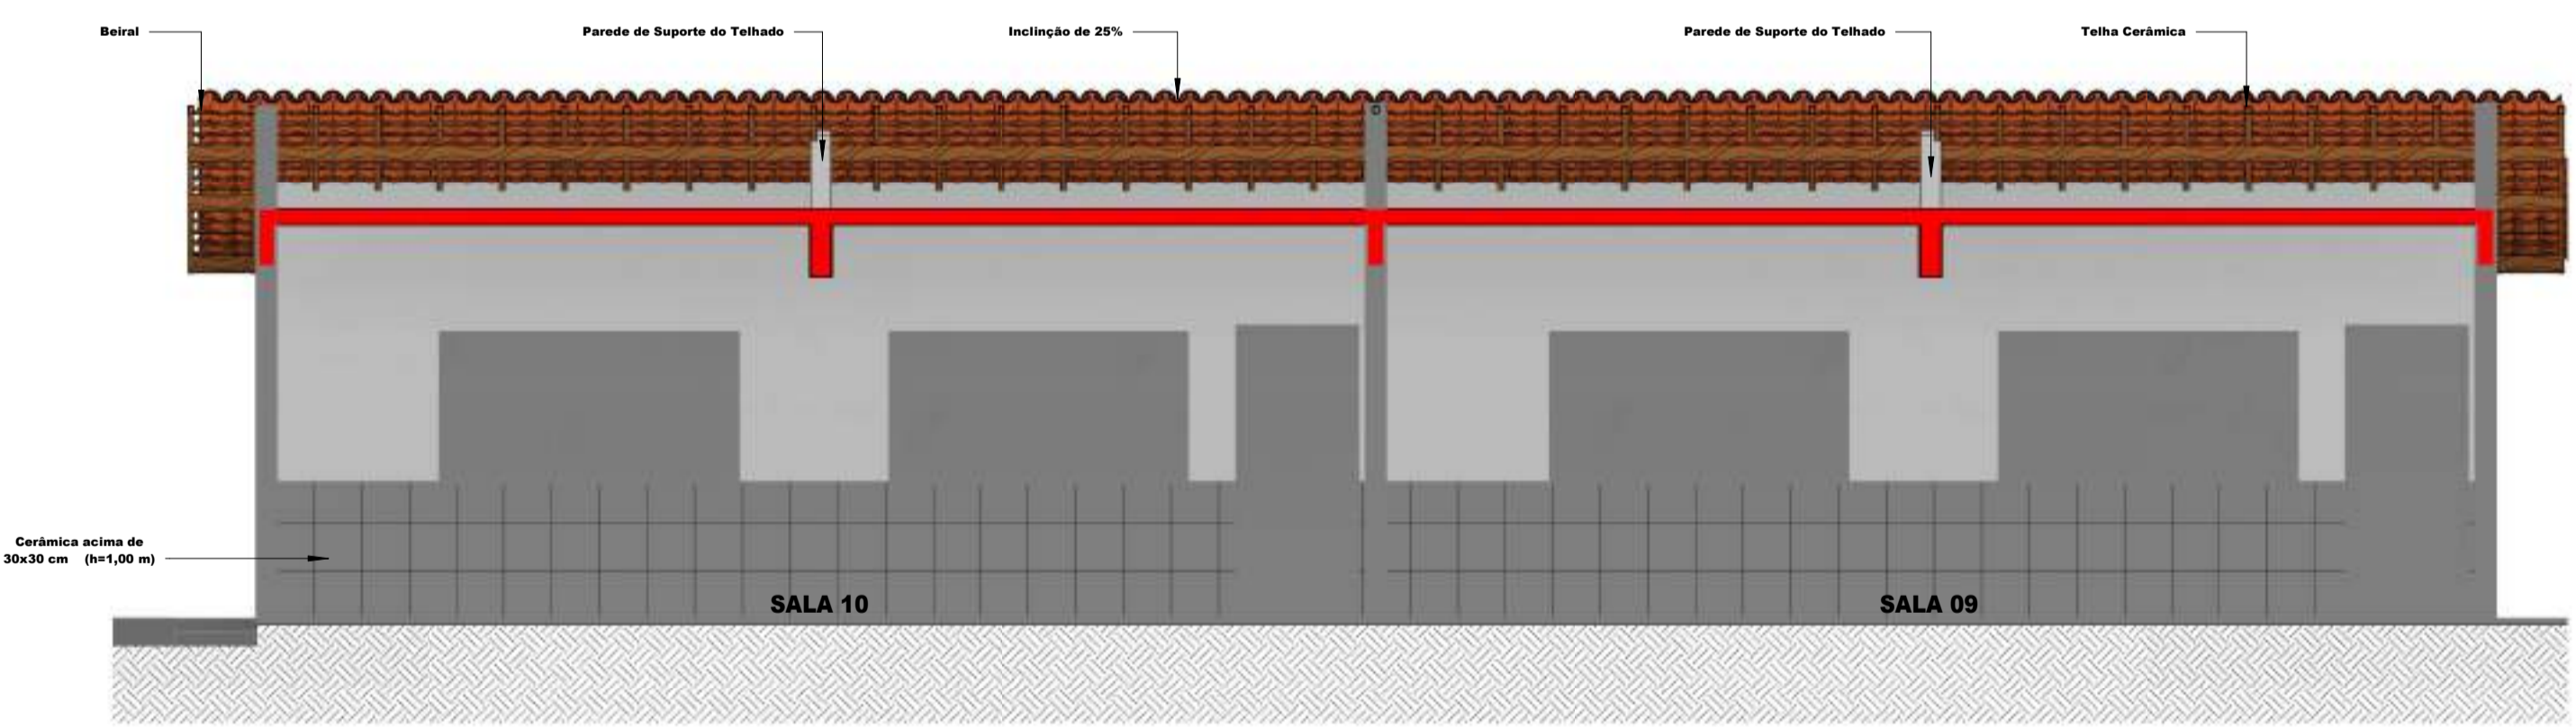 Beiral
Parede de Suporte do Telhado
Inclinção de 25%
Parede de Suporte do Telhado
Telha Cerâmica
Cerâmica acima de
30x30 cm (h=1,00 m)
SALA 10
SALA 09